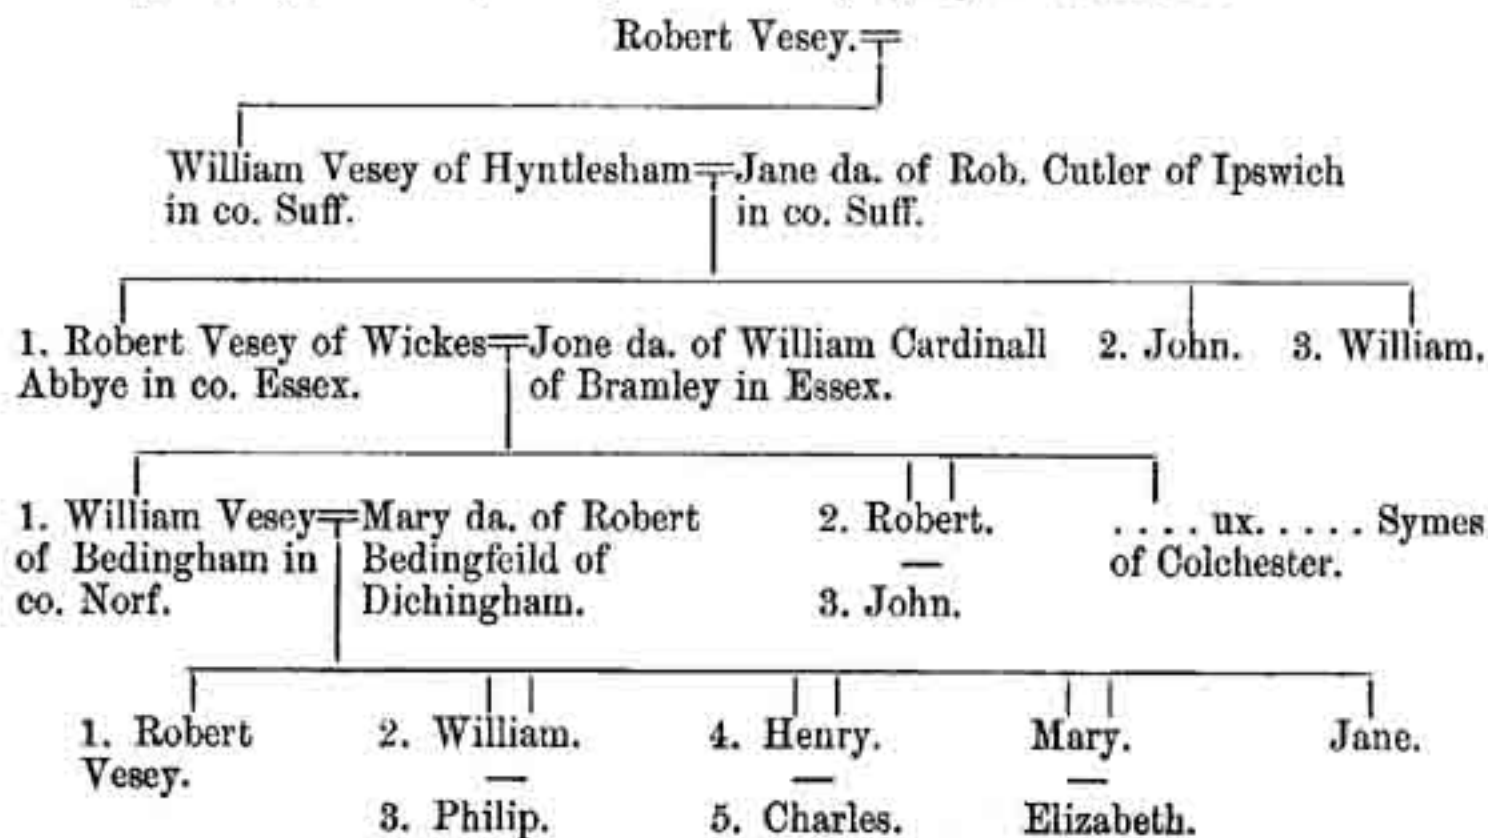 Robert Vesey.
William Vesey of Hyntlesham
in co. Suff.
Jane da. of Rob. Cutler of Ipswich
in co. Suff.
1. Robert Vesey of Wickes
Abbye in co. Essex.
Jone da. of William Cardinall
of Bramley in Essex.
2. John.
3. William.
1. William Vesey
of Bedingham in
co. Norf.
Mary da. of Robert
Bedingfeild of
Dichingham.
2. Robert.
—
3. John.
. . . . ux. . . . . Symes
of Colchester.
1. Robert
Vesey.
2. William.
—
3. Philip.
4. Henry.
—
5. Charles.
Mary.
—
Elizabeth.
Jane.